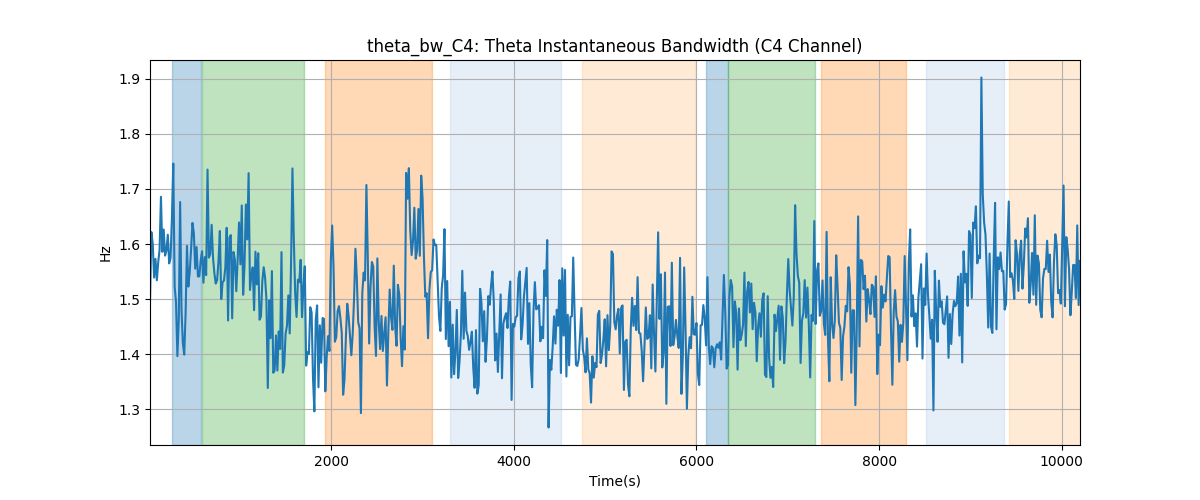 theta_bw_C4: Theta Instantaneous Bandwidth (C4 Channel)
1.9
1.8
1.7
1.6
1.5
1.4
1.3
Hz
2000 4000 6000 8000 10000
Time(s)